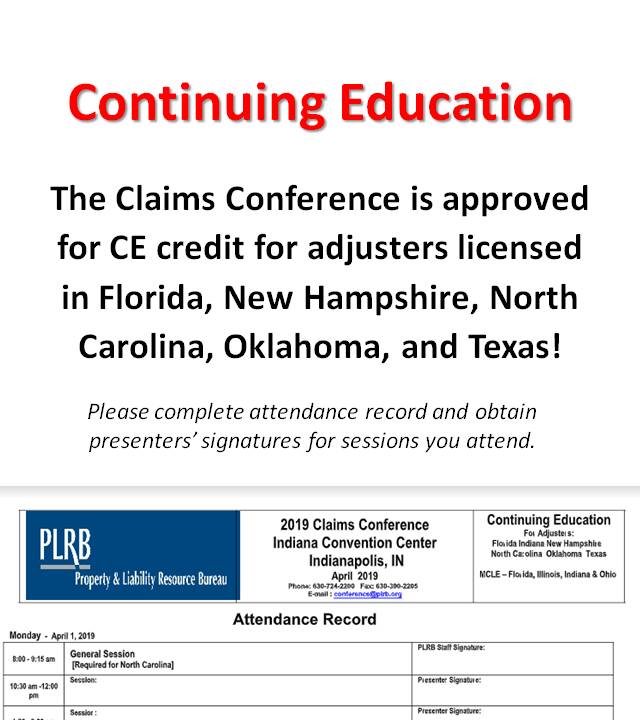 Continuing Education
The Claims Conference is approved
for CE credit for adjusters licensed
in Florida, New Hampshire, North
Carolina, Oklahoma, and Texas!
Please complete attendance record and obtain
presenters' signatures for sessions you attend.
PLRB
Property & Liability Resource Bureau
2019 Claims Conference
Indiana Convention Center
Indianapolis, IN
April 2019
Phone: 630-724-2200 Fax: 630-390-2205
E-mail : conference@plrb.org
Continuing Education
For Adjusters:
Florida Indiana New Hampshire
North Carolina Oklahoma Texas
MCLE – Florida, Illinois, Indiana & Ohio
Attendance Record
Monday - April 1, 2019
8:00 - 9:15 am
General Session
[Required for North Carolina]
PLRB Staff Signature:
10:30 am -12:00
pm
Session:
Presenter Signature:
Session:
Presenter Signature: